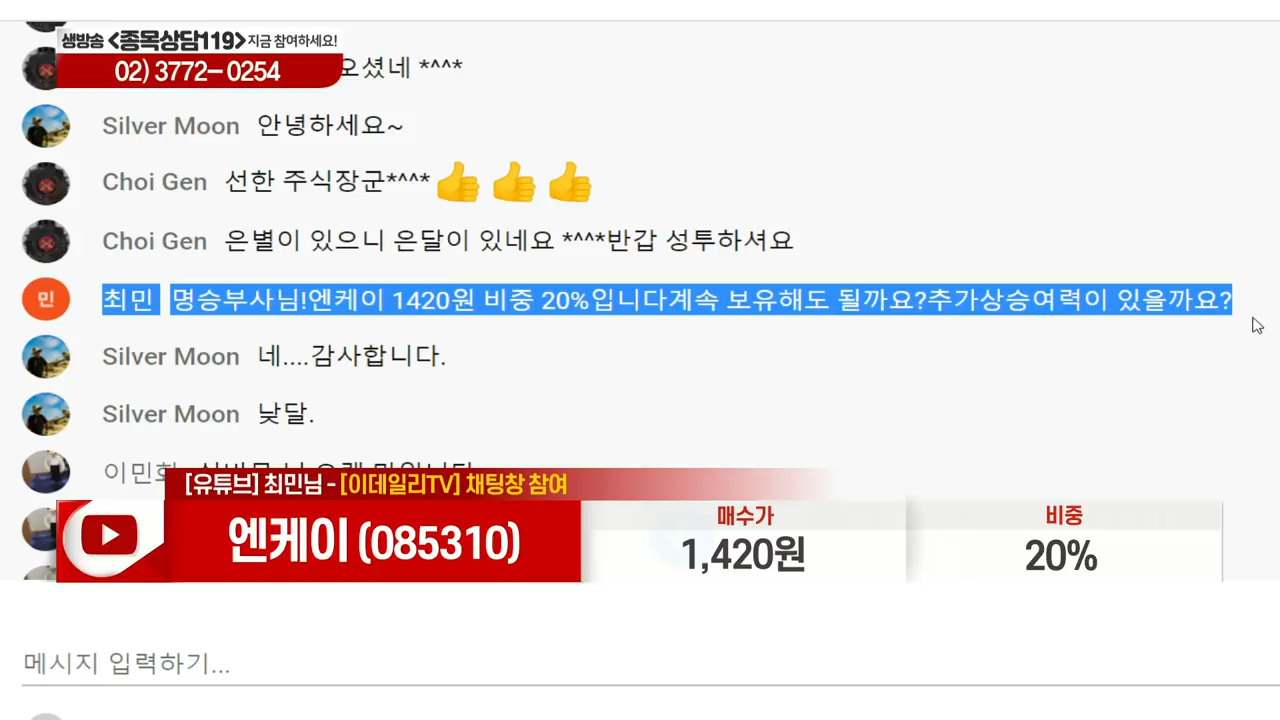 생방송 <종목상담119> 지금 참여하세요!
02) 3772-0254
오셨네 *^^*
Silver Moon 안녕하세요~
Choi Gen 선한 주식장군*^^*👍👍👍
Choi Gen 은별이 있으니 은달이 있네요 *^^*반갑 성투하셔요
민 최민 명승부사님!엔케이 1420원 비중 20%입니다계속 보유해도 될까요?추가상승여력이 있을까요?
Silver Moon 네....감사합니다.
Silver Moon 낮달.
이민희
[유튜브] 최민님 - [이데일리TV] 채팅창 참여
엔케이 (085310)
매수가
1,420원
비중
20%
메시지 입력하기...